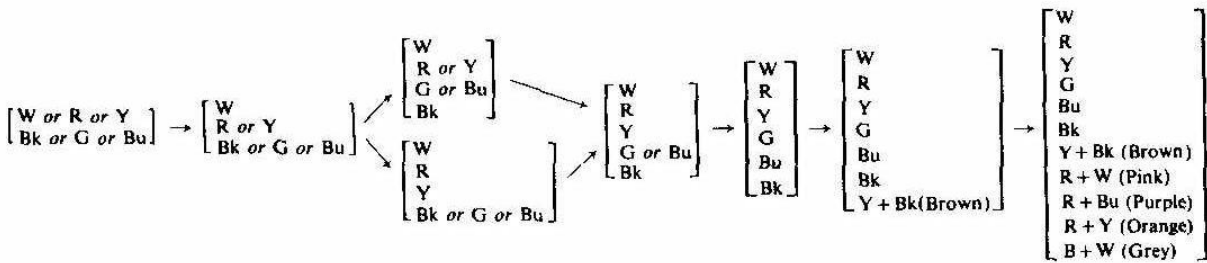 W or R or Y
Bk or G or Bu
W
R or Y
Bk or G or Bu
W
R or Y
G or Bu
Bk
W
R
Y
Bk or G or Bu
W
R
Y
G or Bu
Bk
W
R
Y
G
Bu
Bk
W
R
Y
G
Bu
Bk
Y + Bk(Brown)
W
R
Y
G
Bu
Bk
Y + Bk (Brown)
R + W (Pink)
R + Bu (Purple)
R + Y (Orange)
B + W (Grey)